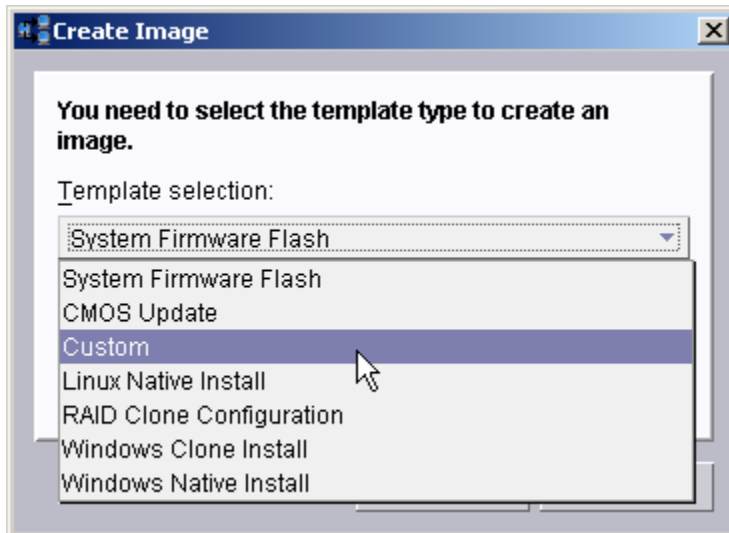 Create Image
You need to select the template type to create an
image.
Template selection:
System Firmware Flash
System Firmware Flash
CMOS Update
Custom
Linux Native Install
RAID Clone Configuration
Windows Clone Install
Windows Native Install